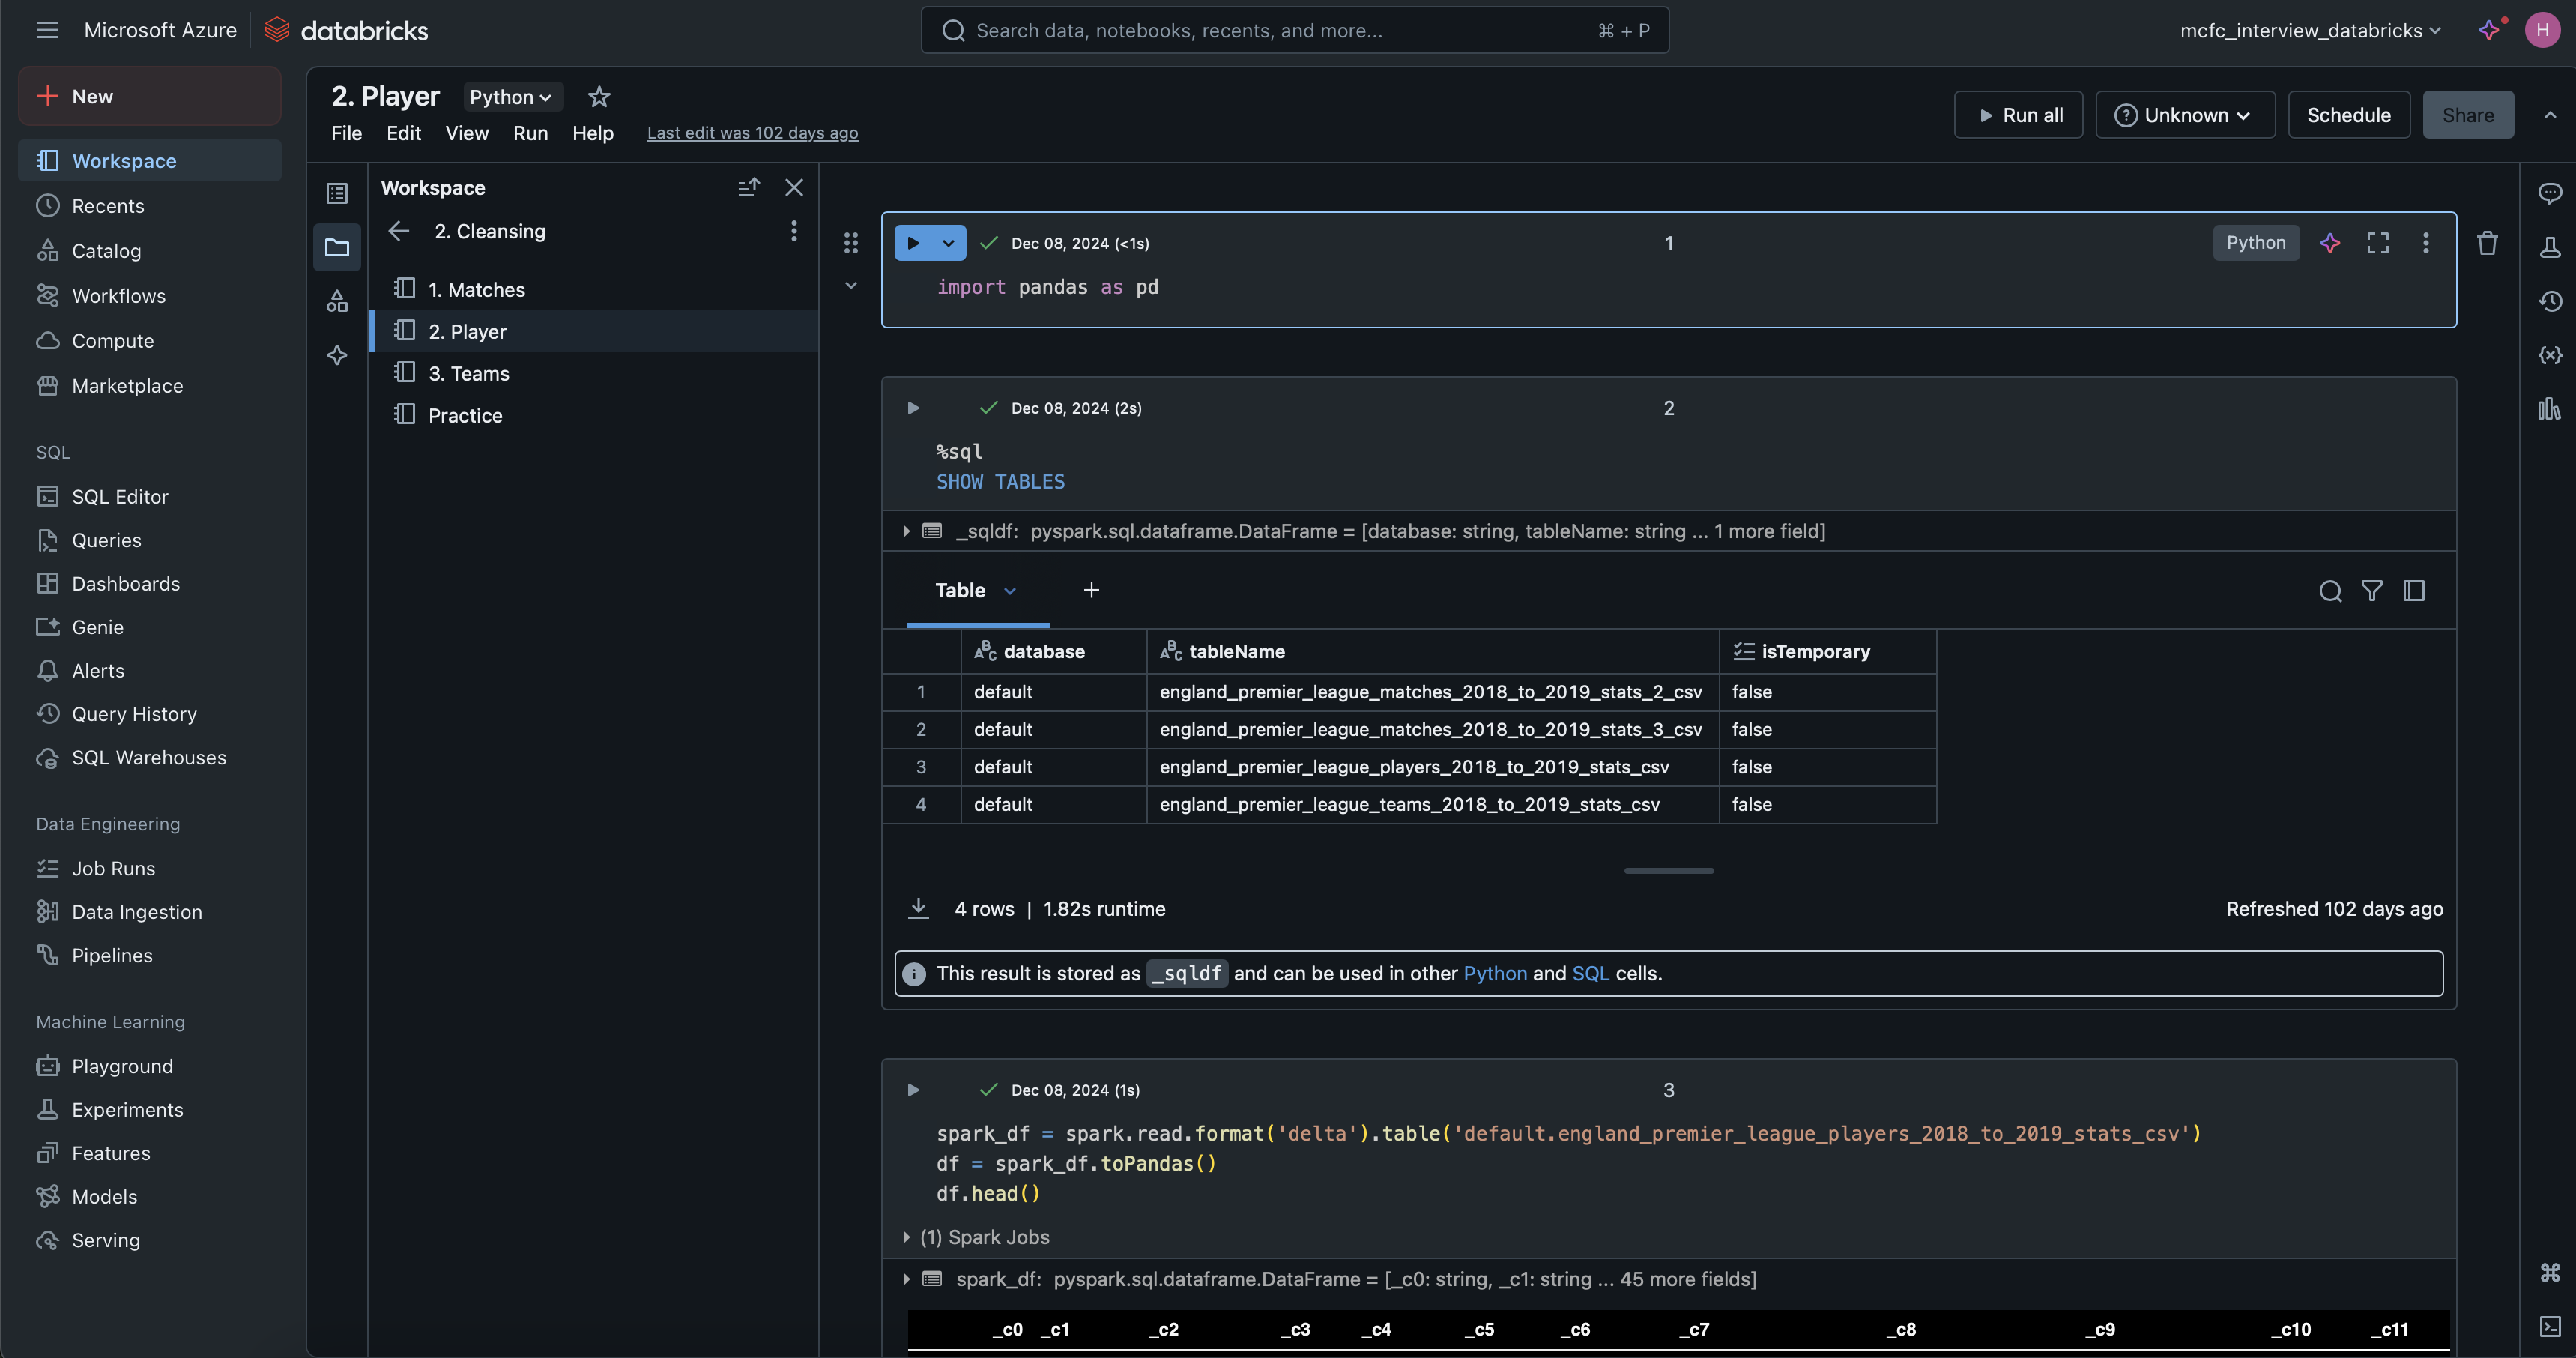 Microsoft Azure
databricks
Search data, notebooks, recents, and more...
⌘ + P
mcfc_interview_databricks
H
New
Workspace
Recents
Catalog
Workflows
Compute
Marketplace
SQL
SQL Editor
Queries
Dashboards
Genie
Alerts
Query History
SQL Warehouses
Data Engineering
Job Runs
Data Ingestion
Pipelines
Machine Learning
Playground
Experiments
Features
Models
Serving
2. Player
Python
File Edit View Run Help Last edit was 102 days ago
Run all
Unknown
Schedule
Share
Workspace
2. Cleansing
1. Matches
2. Player
3. Teams
Practice
Dec 08, 2024 (<1s)
1
Python
import pandas as pd
Dec 08, 2024 (2s)
2
%sql
SHOW TABLES
_sqldf: pyspark.sql.dataframe.DataFrame = [database: string, tableName: string ... 1 more field]
Table
+
database tableName isTemporary
1 default england_premier_league_matches_2018_to_2019_stats_2_csv false
2 default england_premier_league_matches_2018_to_2019_stats_3_csv false
3 default england_premier_league_players_2018_to_2019_stats_csv false
4 default england_premier_league_teams_2018_to_2019_stats_csv false
4 rows | 1.82s runtime
Refreshed 102 days ago
This result is stored as _sqldf and can be used in other Python and SQL cells.
Dec 08, 2024 (1s)
3
spark_df = spark.read.format('delta').table('default.england_premier_league_players_2018_to_2019_stats_csv')
df = spark_df.toPandas()
df.head()
(1) Spark Jobs
spark_df: pyspark.sql.dataframe.DataFrame = [_c0: string, _c1: string ... 45 more fields]
_c0 _c1 _c2 _c3 _c4 _c5 _c6 _c7 _c8 _c9 _c10 _c11